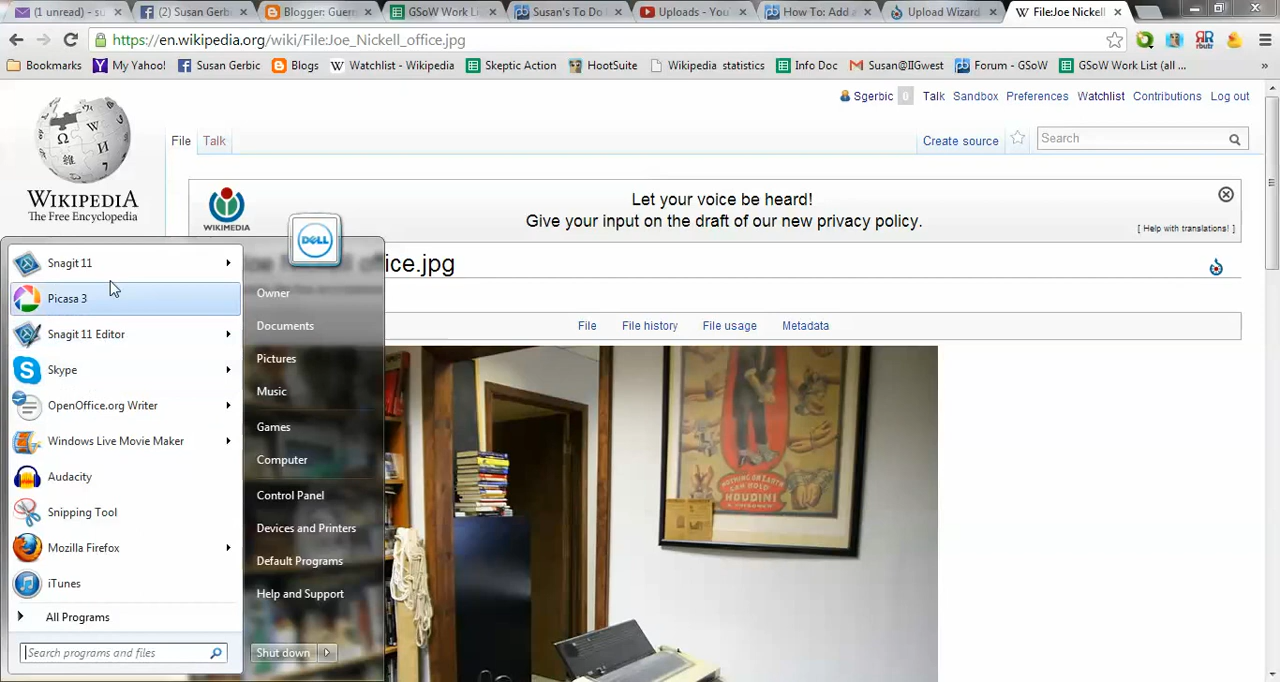 (1 unread) - su
(2) Susan Gerb
Blogger: Guer
GSoW Work L
Susan's To Do
Uploads - You
How To: Add a
Upload Wizard
File:Joe Nickell
https://en.wikipedia.org/wiki/File:Joe_Nickell_office.jpg
Bookmarks My Yahoo! Susan Gerbic Blogs Watchlist - Wikipedia Skeptic Action HootSuite Wikipedia statistics Info Doc Susan@IIGwest Forum - GSoW GSoW Work List (all ... »
Sgerbic 0 Talk Sandbox Preferences Watchlist Contributions Log out
File Talk Create source Search
WIKIPEDIA
The Free Encyclopedia
WIKIMEDIA
Let your voice be heard!
Give your input on the draft of our new privacy policy.
[ Help with translations! ]
ice.jpg
File File history File usage Metadata
DELL
Snagit 11
Picasa 3
Snagit 11 Editor
Skype
OpenOffice.org Writer
Windows Live Movie Maker
Audacity
Snipping Tool
Mozilla Firefox
iTunes
All Programs
Search programs and files
Owner
Documents
Pictures
Music
Games
Computer
Control Panel
Devices and Printers
Default Programs
Help and Support
Shut down
NOTHING ON EARTH
CAN HOLD
HOUDINI
A PRISONER